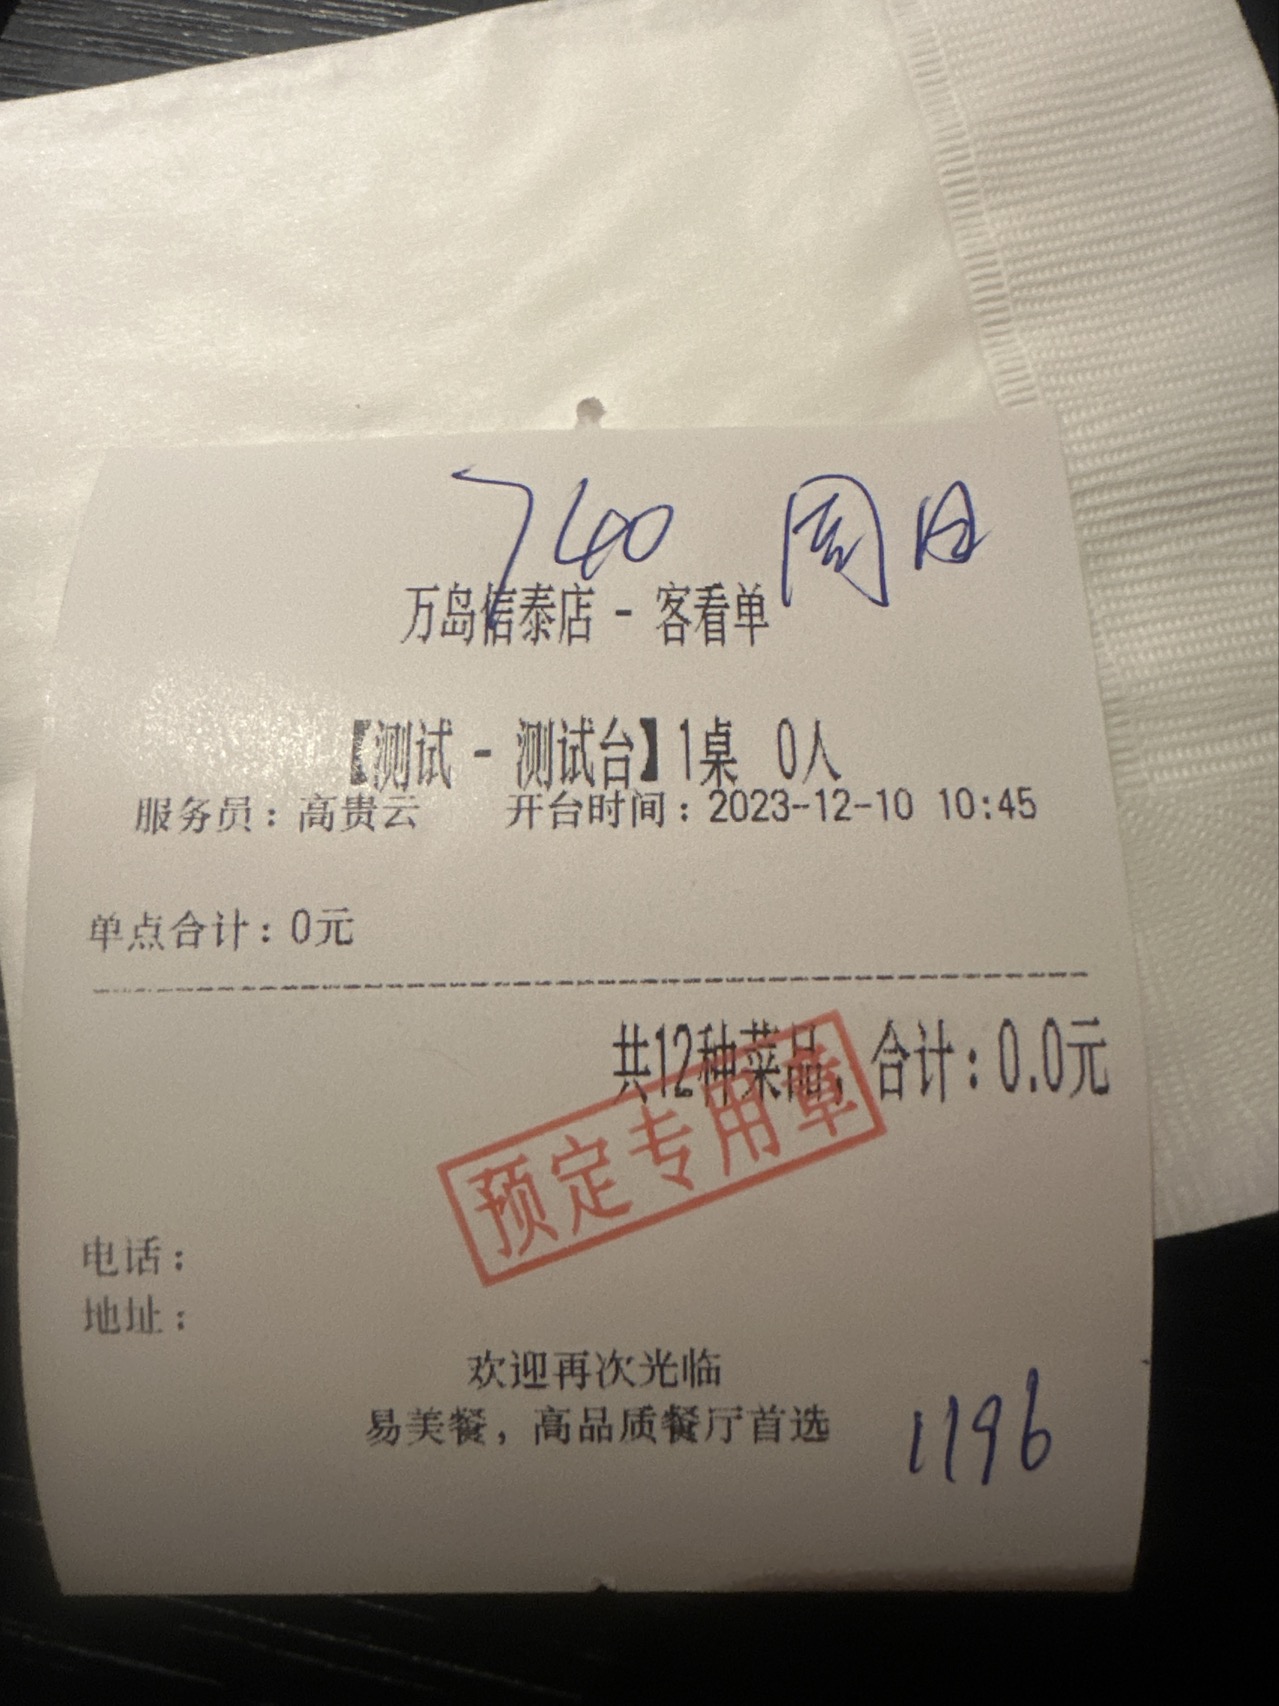 740 周日
万岛信泰店 - 客看单
【测试 - 测试台】1桌 0人
服务员：高贵云 开台时间：2023-12-10 10:45
单点合计：0元
共12种菜品，合计：0.0元
预定专用章
电话：
地址：
欢迎再次光临
易美餐，高品质餐厅首选
1196